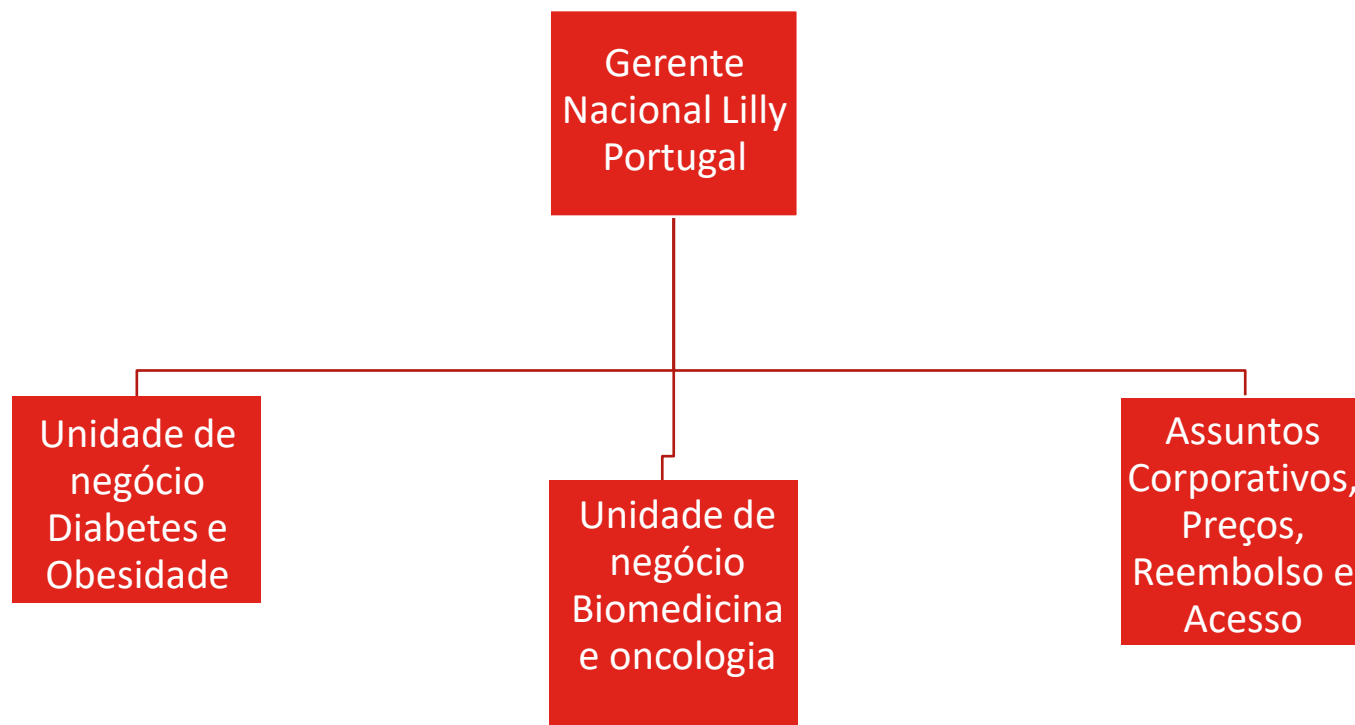 Gerente
Nacional Lilly
Portugal
Unidade de
negócio
Diabetes e
Obesidade
Unidade de
negócio
Biomedicina
e oncologia
Assuntos
Corporativos,
Preços,
Reembolso e
Acesso